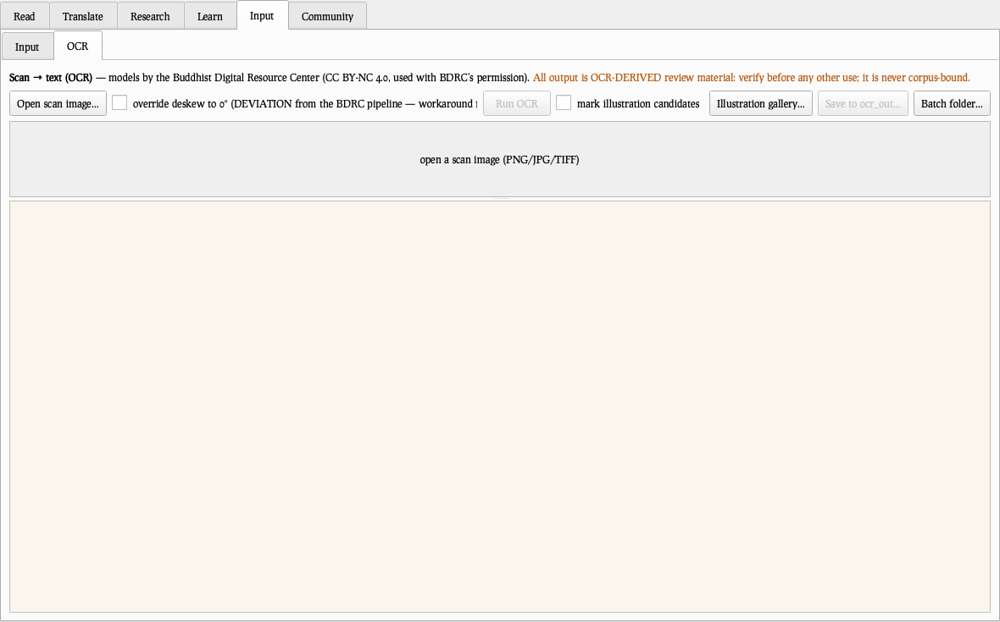 Read Translate Research Learn Input Community
Input OCR
Scan → text (OCR) — models by the Buddhist Digital Resource Center (CC BY-NC 4.0, used with BDRC's permission). All output is OCR-DERIVED review material: verify before any other use; it is never corpus-bound.
Open scan image... override deskew to 0° (DEVIATION from the BDRC pipeline — workaround Run OCR mark illustration candidates Illustration gallery... Save to ocr_out... Batch folder...
open a scan image (PNG/JPG/TIFF)